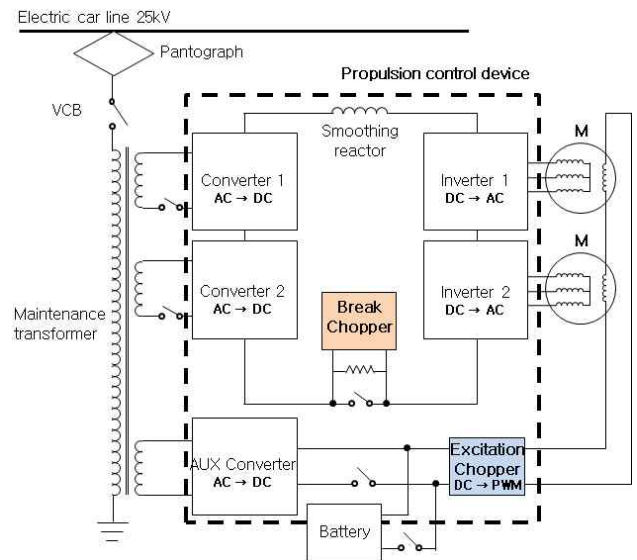 Electric car line 25kV
Pantograph
Propulsion control device
VCB
Smoothing
reactor
M
Converter 1
AC → DC
Inverter 1
DC → AC
M
Converter 2
AC → DC
Inverter 2
DC → AC
Break
Chopper
Maintenance
transformer
AUX Converter
AC → DC
Excitation
Chopper
DC → PWM
Battery